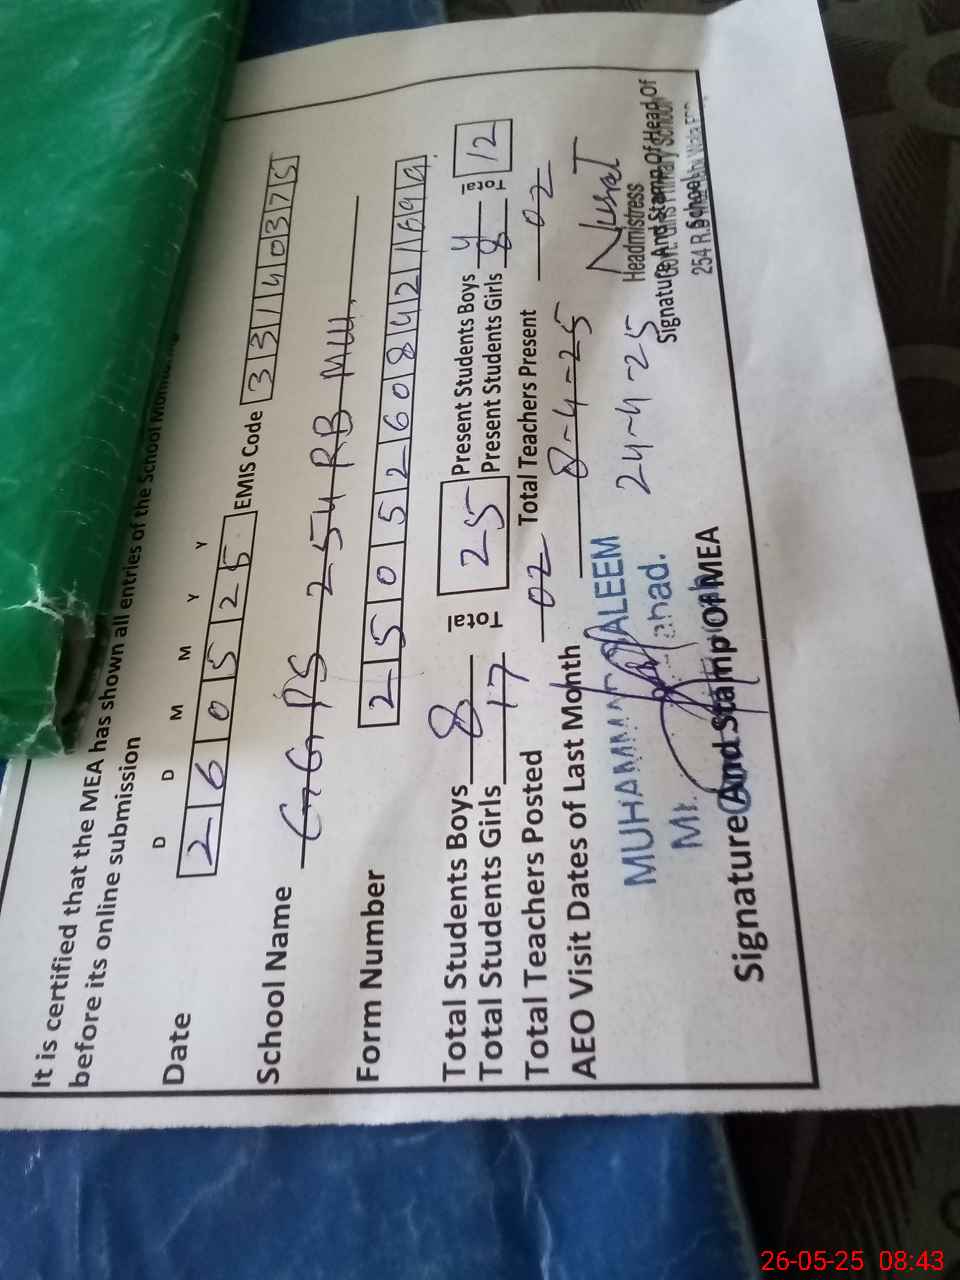 It is certified that the MEA has shown all entries of the School
before its online submission
D D M M Y Y
Date 2 6 0 5 2 5 EMIS Code 3 3 1 4 0 3 7 5
School Name GGPS 254 RB MW.
Form Number 2 5 0 5 2 6 0 8 4 2 1 6 9 9
Total Students Boys 8 Total 25 Present Students Boys 4 Total 12
Total Students Girls 17 Present Students Girls 8
Total Teachers Posted 02 Total Teachers Present 02
AEO Visit Dates of Last Month 8-4-25
24-4-25
MUHAMMAD ALEEM
Nusrat
Headmistress
Signature And Stamp Of Head Of
School
254 R.B
Signature And Stamp Of MEA
26-05-25 08:43